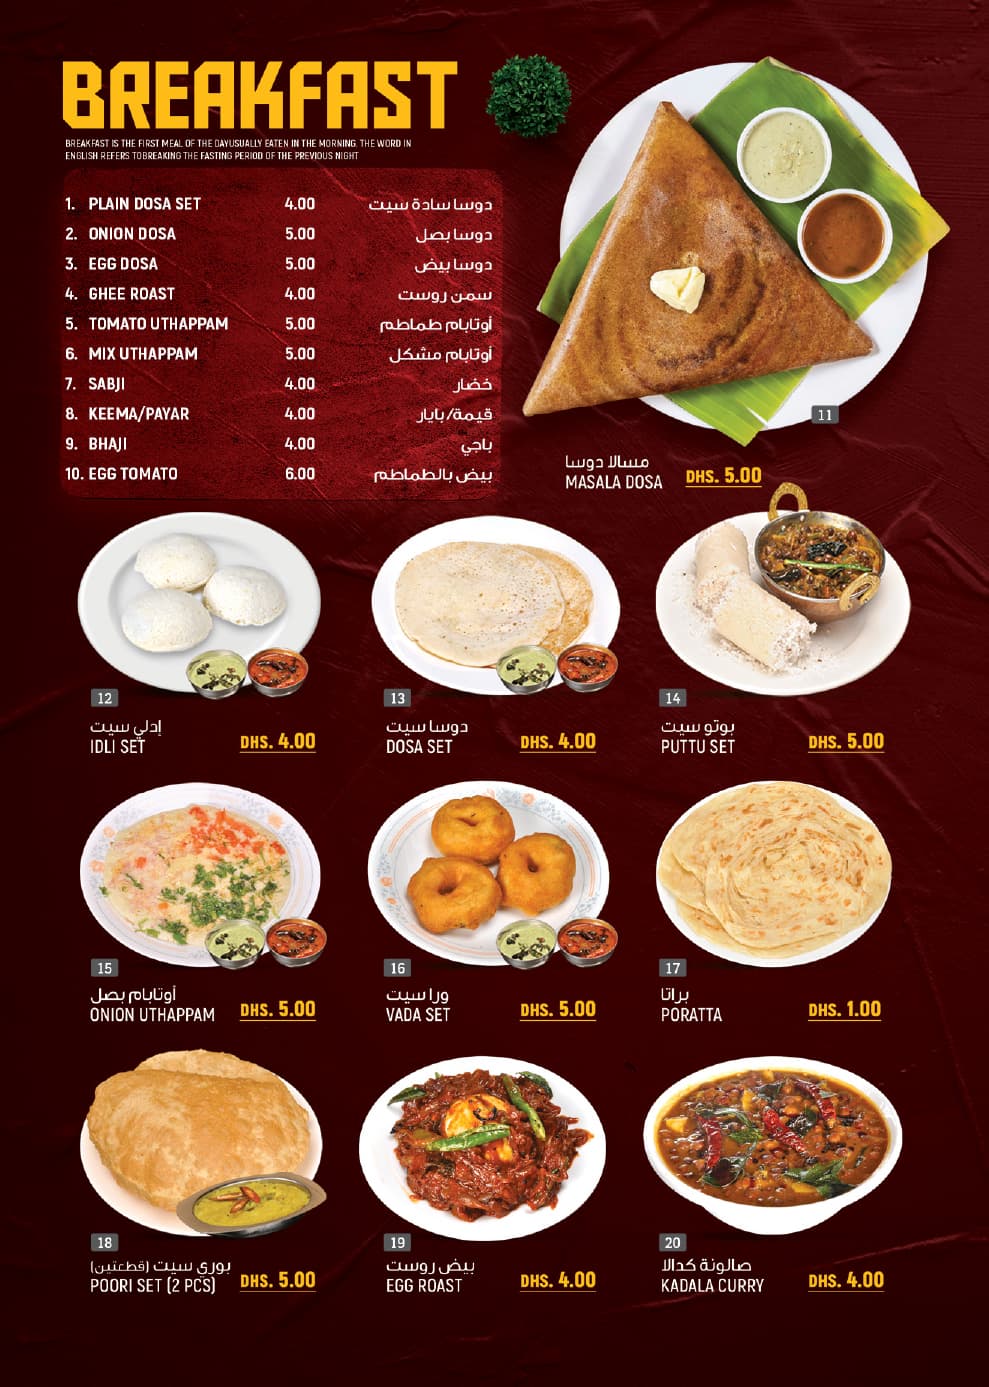 BREAKFAST
BREAKFAST IS THE FIRST MEAL OF THE DAYUSUALLY EATEN IN THE MORNING. THE WORD IN
ENGLISH REFERS TOBREAKING THE FASTING PERIOD OF THE PREVIOUS NIGHT
1. PLAIN DOSA SET 4.00 دوسا سادة سيت
2. ONION DOSA 5.00 دوسا بصل
3. EGG DOSA 5.00 دوسا بيض
4. GHEE ROAST 4.00 سمن روست
5. TOMATO UTHAPPAM 5.00 أوتابام طماطم
6. MIX UTHAPPAM 5.00 أوتابام مشكل
7. SABJI 4.00 خضار
8. KEEMA/PAYAR 4.00 قيمة/بايار
9. BHAJI 4.00 باجي
10. EGG TOMATO 6.00 بيض بالطماطم
11
مسالا دوسا
MASALA DOSA DHS. 5.00
12
إدلي سيت
IDLI SET DHS. 4.00
13
دوسا سيت
DOSA SET DHS. 4.00
14
بوتو سيت
PUTTU SET DHS. 5.00
15
أوتابام بصل
ONION UTHAPPAM DHS. 5.00
16
ورا سيت
VADA SET DHS. 5.00
17
براتا
PORATTA DHS. 1.00
18
بوري سيت (قطعتين)
POORI SET (2 PCS) DHS. 5.00
19
بيض روست
EGG ROAST DHS. 4.00
20
صالونة كدالا
KADALA CURRY DHS. 4.00